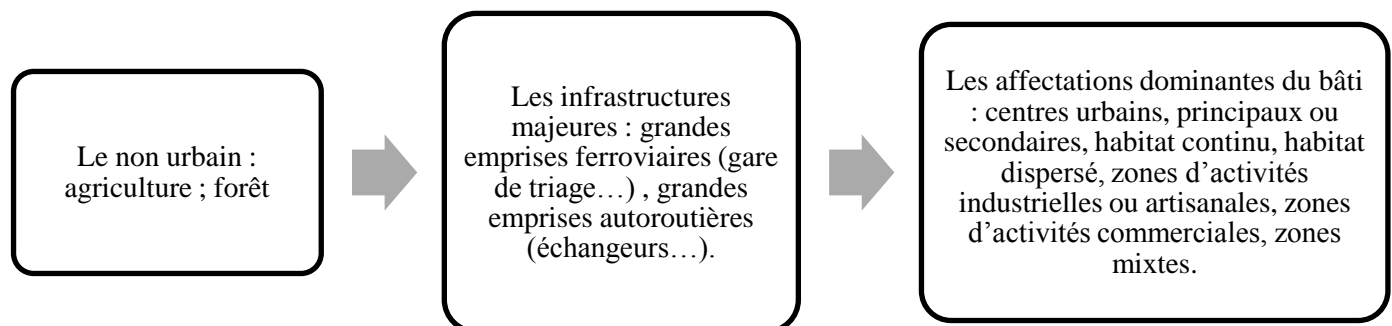 Le non urbain :
agriculture ; forêt
Les infrastructures
majeures : grandes
emprises ferroviaires (gare
de triage…) , grandes
emprises autoroutières
(échangeurs…).
Les affectations dominantes du bâti
: centres urbains, principaux ou
secondaires, habitat continu, habitat
dispersé, zones d’activités
industrielles ou artisanales, zones
d’activités commerciales, zones
mixtes.